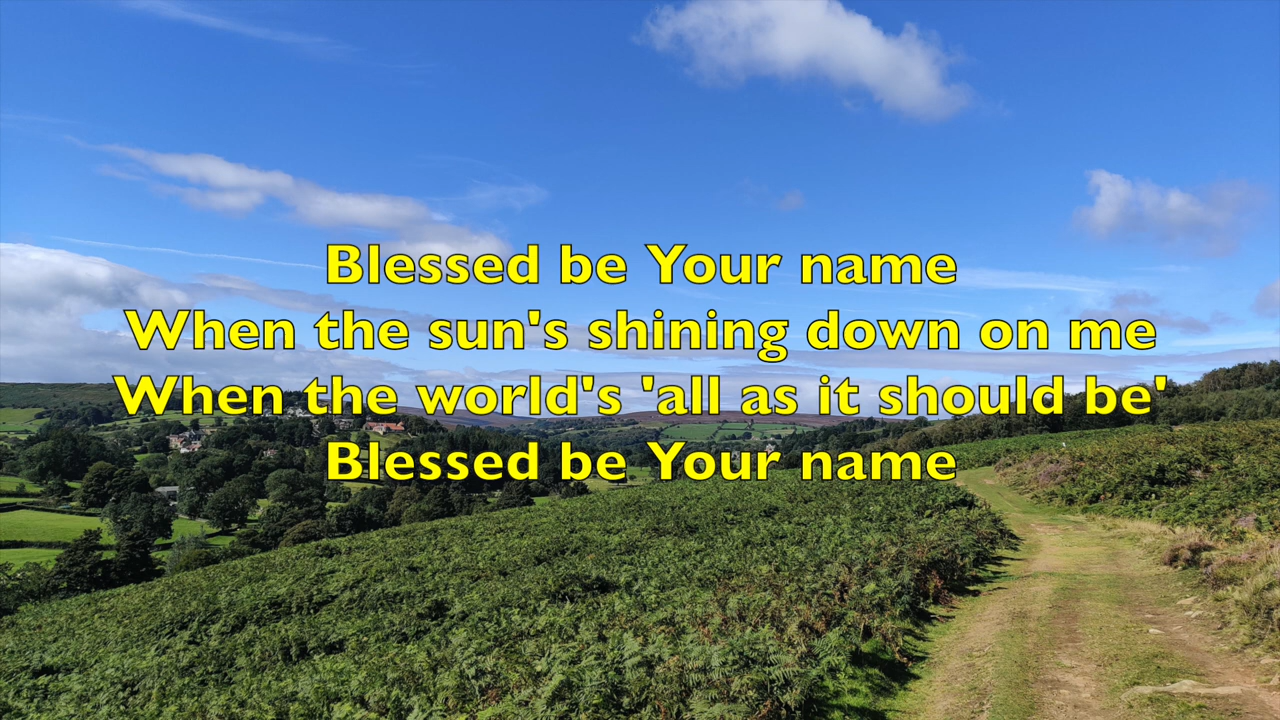 Blessed be Your name
When the sun's shining down on me
When the world's 'all as it should be'
Blessed be Your name